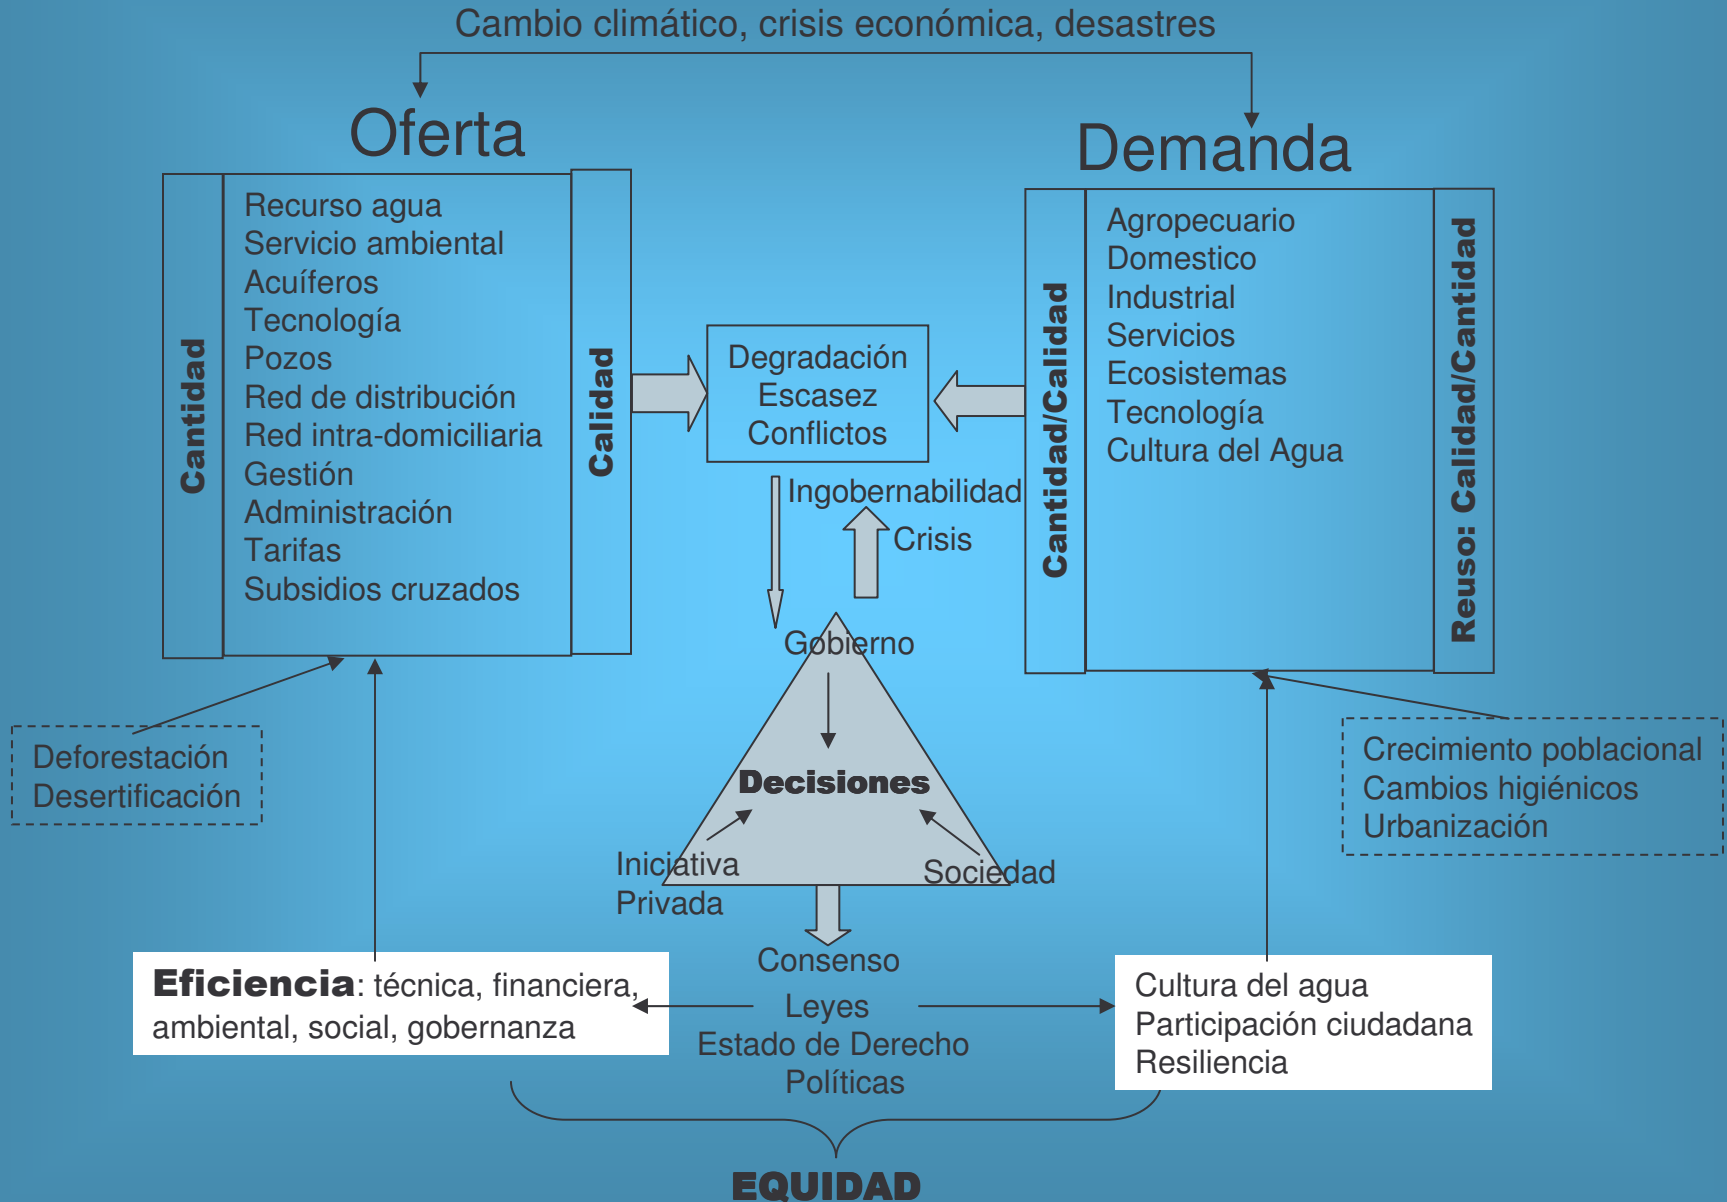 Cambio climático, crisis económica, desastres
Oferta
Demanda
Cantidad
Recurso agua
Servicio ambiental
Acuíferos
Tecnología
Pozos
Red de distribución
Red intra-domiciliaria
Gestión
Administración
Tarifas
Subsidios cruzados
Calidad
Degradación
Escasez
Conflictos
Cantidad/Calidad
Agropecuario
Domestico
Industrial
Servicios
Ecosistemas
Tecnología
Cultura del Agua
Reuso: Calidad/Cantidad
Ingobernabilidad
Crisis
Gobierno
Decisiones
Iniciativa
Privada
Sociedad
Deforestación
Desertificación
Crecimiento poblacional
Cambios higiénicos
Urbanización
Eficiencia: técnica, financiera,
ambiental, social, gobernanza
Consenso
Leyes
Estado de Derecho
Políticas
Cultura del agua
Participación ciudadana
Resiliencia
EQUIDAD